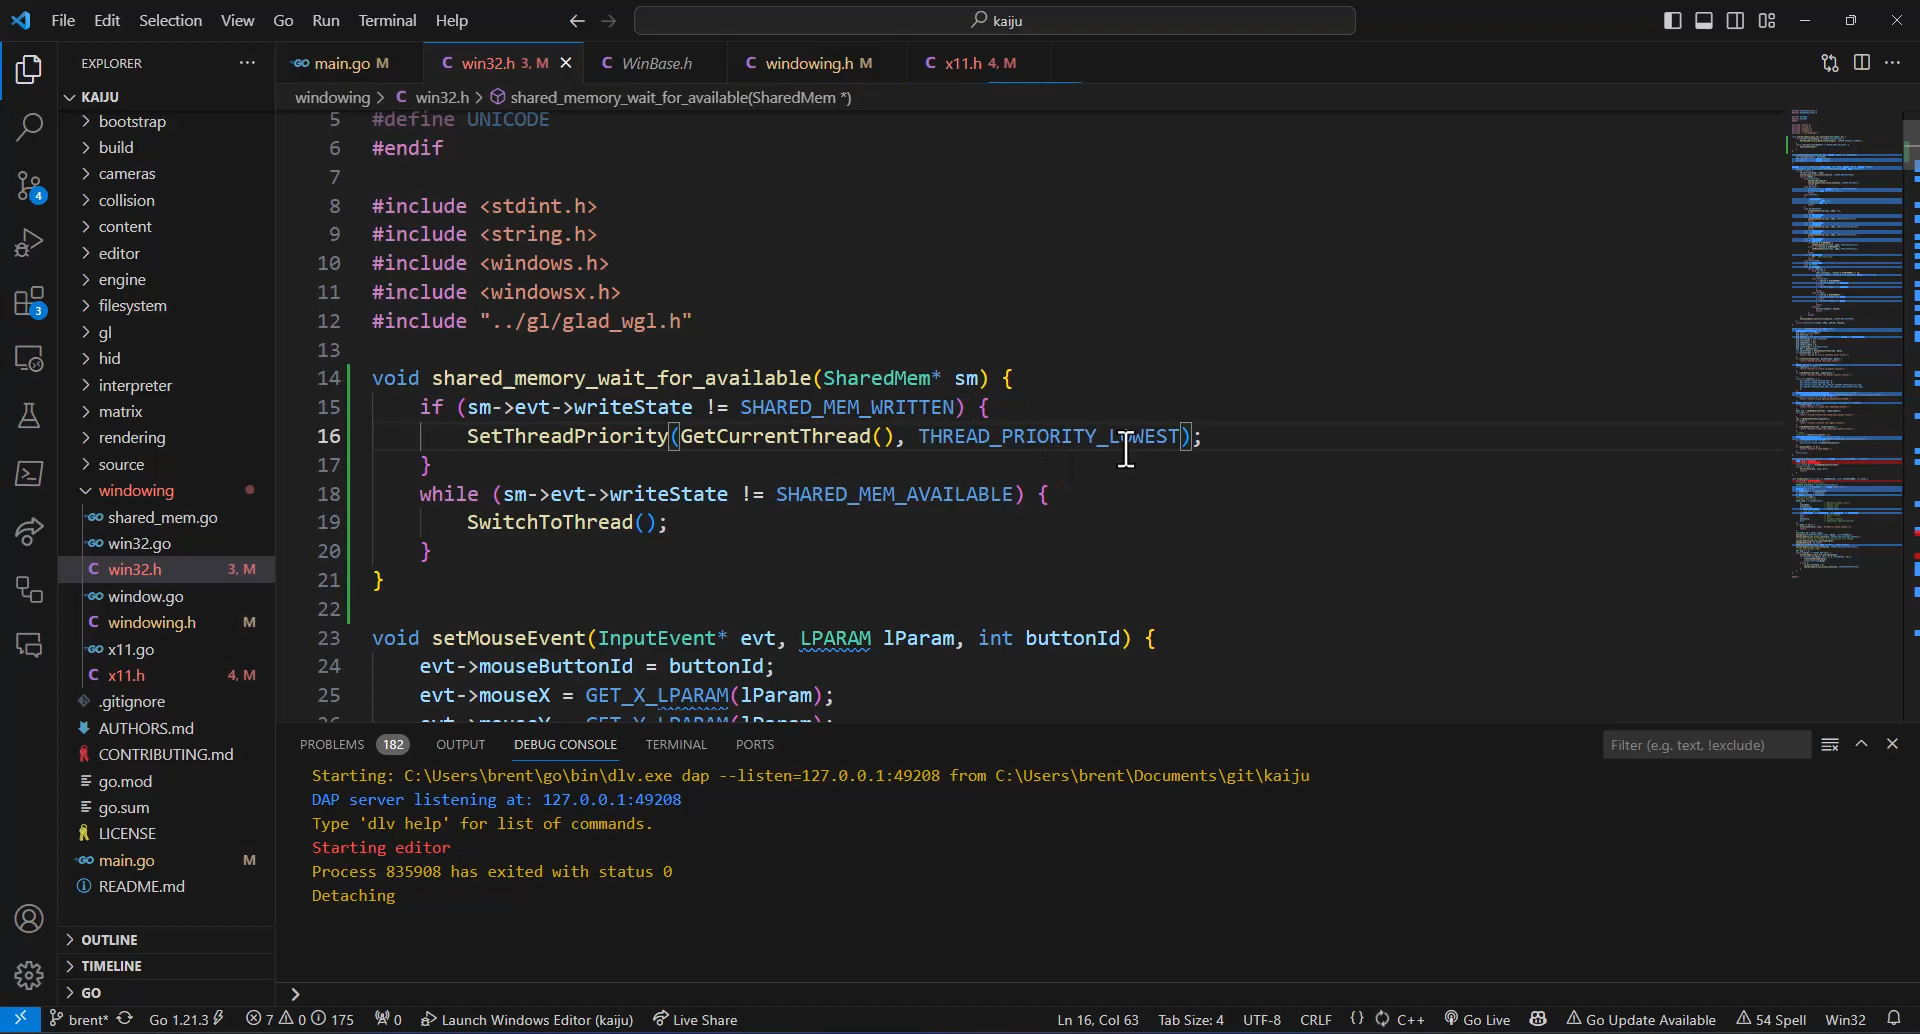 File Edit Selection View Go Run Terminal Help
kaiju
EXPLORER
main.go M
win32.h 3, M
WinBase.h
windowing.h M
x11.h 4, M
KAIJU
windowing > C win32.h > shared_memory_wait_for_available(SharedMem *)
bootstrap
build
cameras
collision
content
editor
engine
filesystem
gl
hid
interpreter
matrix
rendering
source
windowing
shared_mem.go
win32.go
C win32.h 3, M
window.go
C windowing.h M
x11.go
C x11.h 4, M
.gitignore
AUTHORS.md
CONTRIBUTING.md
go.mod
go.sum
LICENSE
main.go M
README.md
OUTLINE
TIMELINE
GO
4
3
5 #define UNICODE
6 #endif
7
8 #include <stdint.h>
9 #include <string.h>
10 #include <windows.h>
11 #include <windowsx.h>
12 #include "../gl/glad_wgl.h"
13
14 void shared_memory_wait_for_available(SharedMem* sm) {
15 if (sm->evt->writeState != SHARED_MEM_WRITTEN) {
16 SetThreadPriority(GetCurrentThread(), THREAD_PRIORITY_LOWEST);
17 }
18 while (sm->evt->writeState != SHARED_MEM_AVAILABLE) {
19 SwitchToThread();
20 }
21 }
22
23 void setMouseEvent(InputEvent* evt, LPARAM lParam, int buttonId) {
24 evt->mouseButtonId = buttonId;
25 evt->mouseX = GET_X_LPARAM(lParam);
26 evt->mouseY = GET_Y_LPARAM(lParam);
PROBLEMS 182 OUTPUT DEBUG CONSOLE TERMINAL PORTS
Filter (e.g. text, !exclude)
Starting: C:\Users\brent\go\bin\dlv.exe dap --listen=127.0.0.1:49208 from C:\Users\brent\Documents\git\kaiju
DAP server listening at: 127.0.0.1:49208
Type 'dlv help' for list of commands.
Starting editor
Process 835908 has exited with status 0
Detaching
brent* Go 1.21.3 7 0 175 0 Launch Windows Editor (kaiju) Live Share Ln 16, Col 63 Tab Size: 4 UTF-8 CRLF {} C++ Go Live Go Update Available 54 Spell Win32